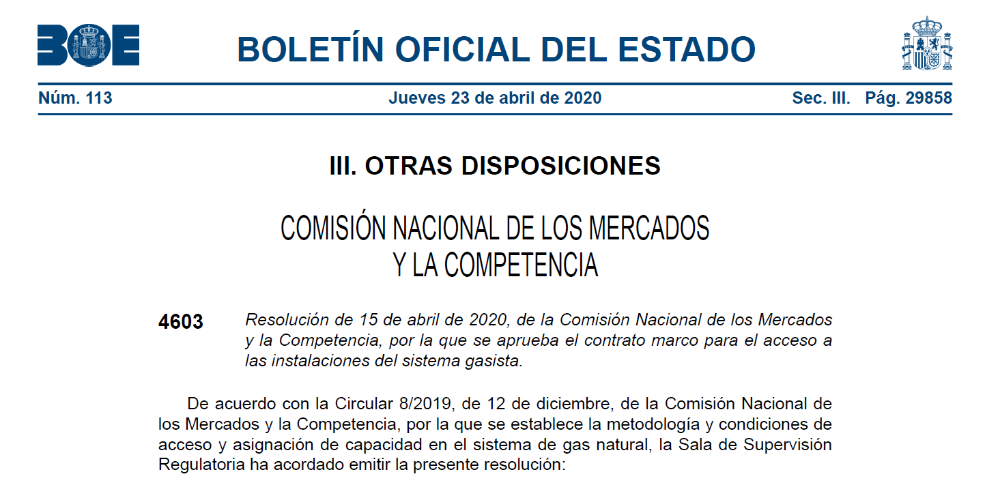 BOE
BOLETÍN OFICIAL DEL ESTADO
Núm. 113 Jueves 23 de abril de 2020 Sec. III. Pág. 29858
III. OTRAS DISPOSICIONES
COMISIÓN NACIONAL DE LOS MERCADOS
Y LA COMPETENCIA
4603 Resolución de 15 de abril de 2020, de la Comisión Nacional de los Mercados
y la Competencia, por la que se aprueba el contrato marco para el acceso a
las instalaciones del sistema gasista.
De acuerdo con la Circular 8/2019, de 12 de diciembre, de la Comisión Nacional de
los Mercados y la Competencia, por la que se establece la metodología y condiciones de
acceso y asignación de capacidad en el sistema de gas natural, la Sala de Supervisión
Regulatoria ha acordado emitir la presente resolución: